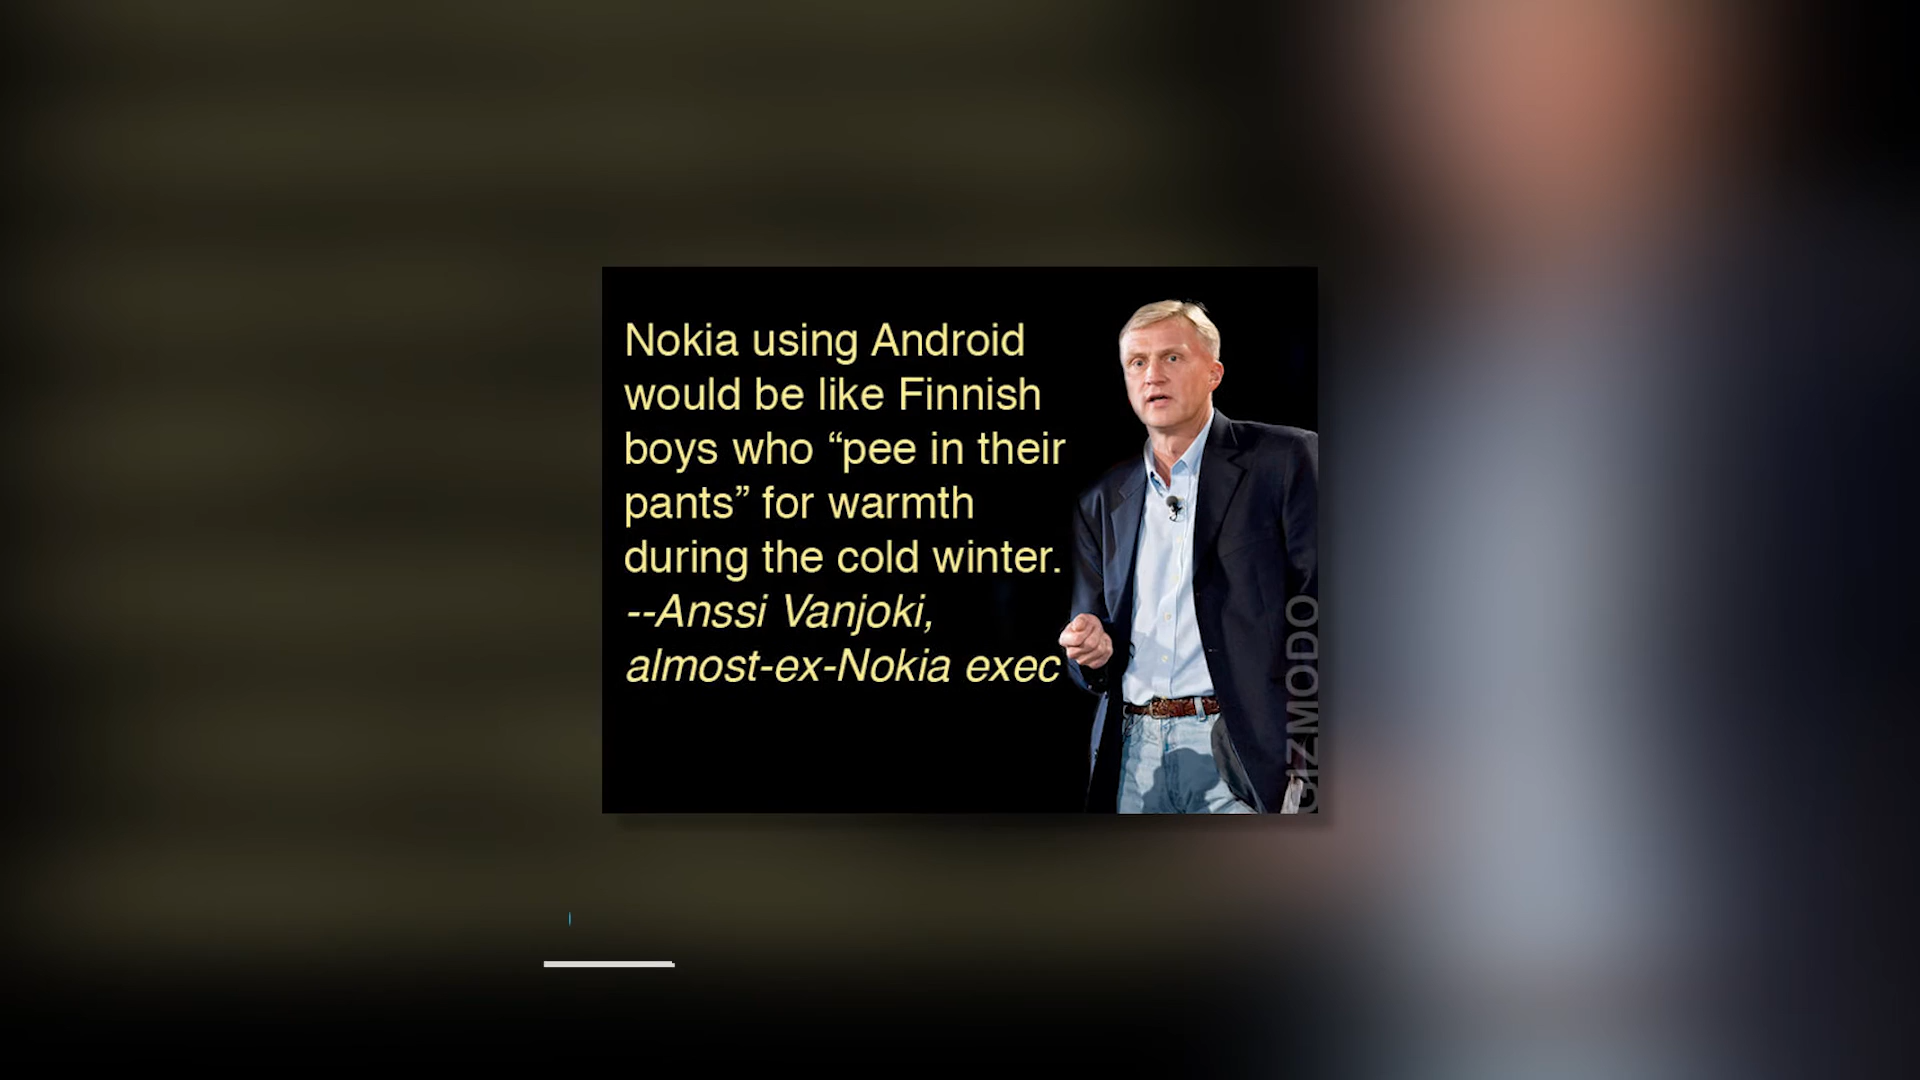 Nokia using Android
would be like Finnish
boys who “pee in their
pants” for warmth
during the cold winter.
--Anssi Vanjoki,
almost-ex-Nokia exec
GIZMODO